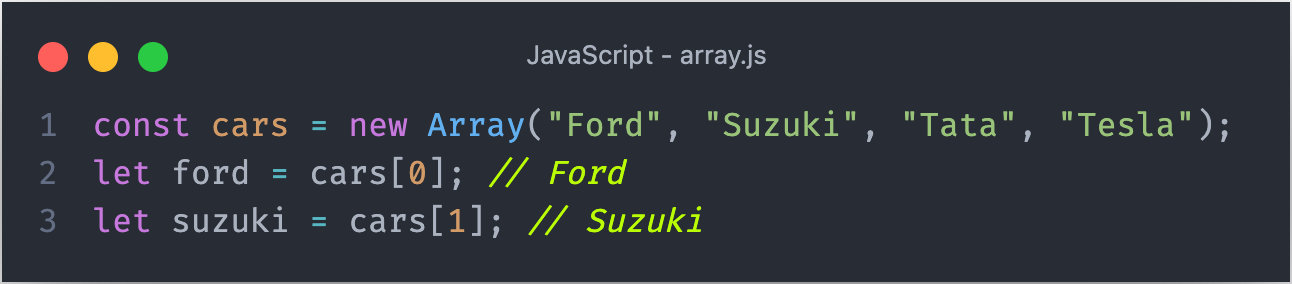 JavaScript - array.js
1 const cars = new Array("Ford", "Suzuki", "Tata", "Tesla");
2 let ford = cars[0]; // Ford
3 let suzuki = cars[1]; // Suzuki